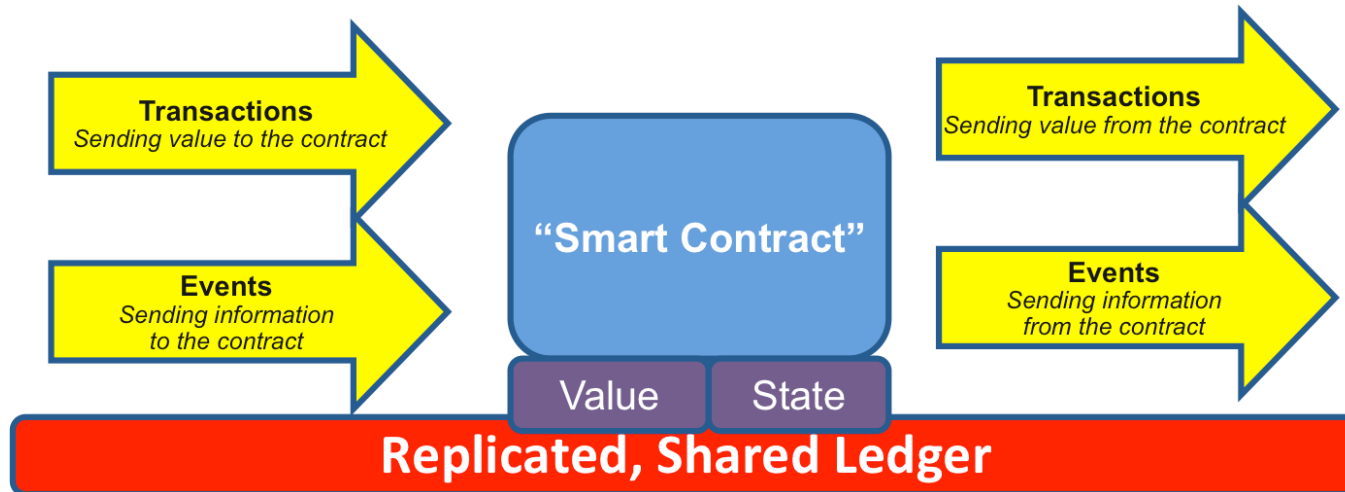 Transactions
Sending value to the contract
Events
Sending information
to the contract
“Smart Contract”
Value
State
Transactions
Sending value from the contract
Events
Sending information
from the contract
Replicated, Shared Ledger